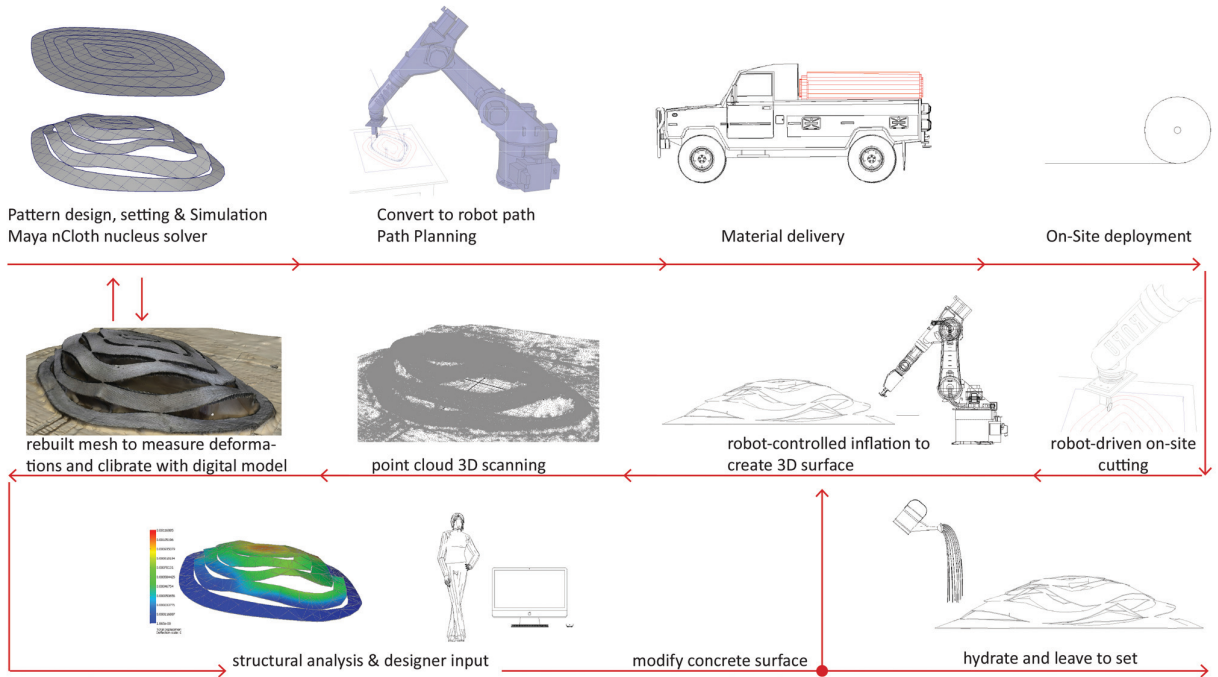 Pattern design, setting & Simulation
Maya nCloth nucleus solver
Convert to robot path
Path Planning
Material delivery
On-Site deployment
rebuilt mesh to measure deforma-
tions and clibrate with digital model
point cloud 3D scanning
robot-controlled inflation to
create 3D surface
robot-driven on-site
cutting
structural analysis & designer input
modify concrete surface
hydrate and leave to set